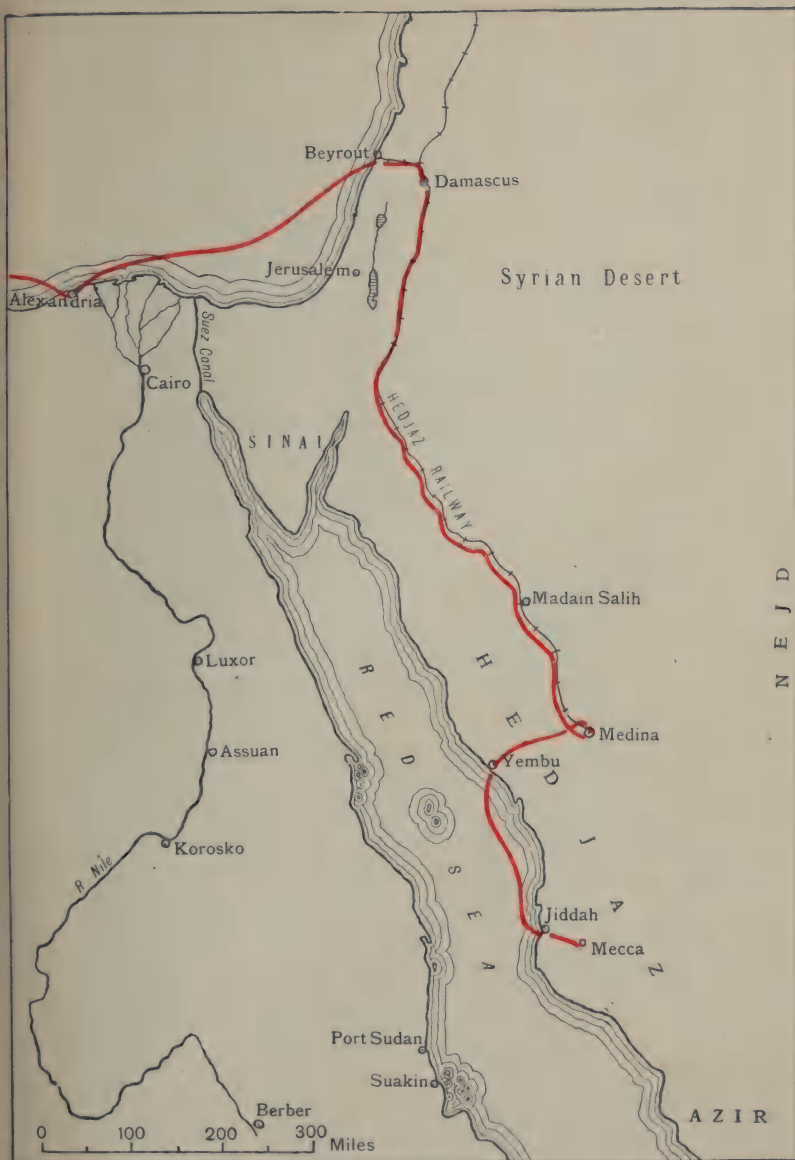 Beyrout
Damascus
Jerusalem
Syrian Desert
Alexandria
Suez Canal
Cairo
SINAI
HEDJAZ RAILWAY
Madain Salih
NEJD
Luxor
RED SEA
HEDJAZ
Medina
Assuan
Yembu
Korosko
R. Nile
Jiddah
Mecca
Port Sudan
Suakin
Berber
AZIR
0 100 200 300
Miles